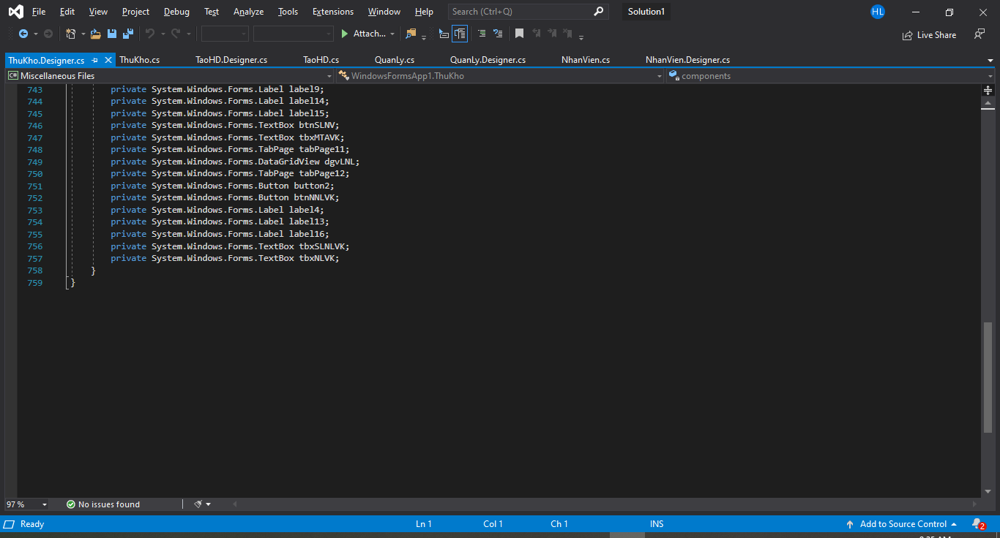 File Edit View Project Debug Test Analyze Tools Extensions Window Help Search (Ctrl+Q) Solution1 HL
Attach... Live Share
ThuKho.Designer.cs ThuKho.cs TaoHD.Designer.cs TaoHD.cs QuanLy.cs QuanLy.Designer.cs NhanVien.cs NhanVien.Designer.cs
C# Miscellaneous Files WindowsFormsApp1.ThuKho components
743 private System.Windows.Forms.Label label9;
744 private System.Windows.Forms.Label label14;
745 private System.Windows.Forms.Label label15;
746 private System.Windows.Forms.TextBox btnSLNV;
747 private System.Windows.Forms.TextBox tbxMTAVK;
748 private System.Windows.Forms.TabPage tabPage11;
749 private System.Windows.Forms.DataGridView dgvLNL;
750 private System.Windows.Forms.TabPage tabPage12;
751 private System.Windows.Forms.Button button2;
752 private System.Windows.Forms.Button btnNNLVK;
753 private System.Windows.Forms.Label label4;
754 private System.Windows.Forms.Label label13;
755 private System.Windows.Forms.Label label16;
756 private System.Windows.Forms.TextBox tbxSLNLVK;
757 private System.Windows.Forms.TextBox tbxNLVK;
758 }
759 }
97 % No issues found
Ready Ln 1 Col 1 Ch 1 INS Add to Source Control 2